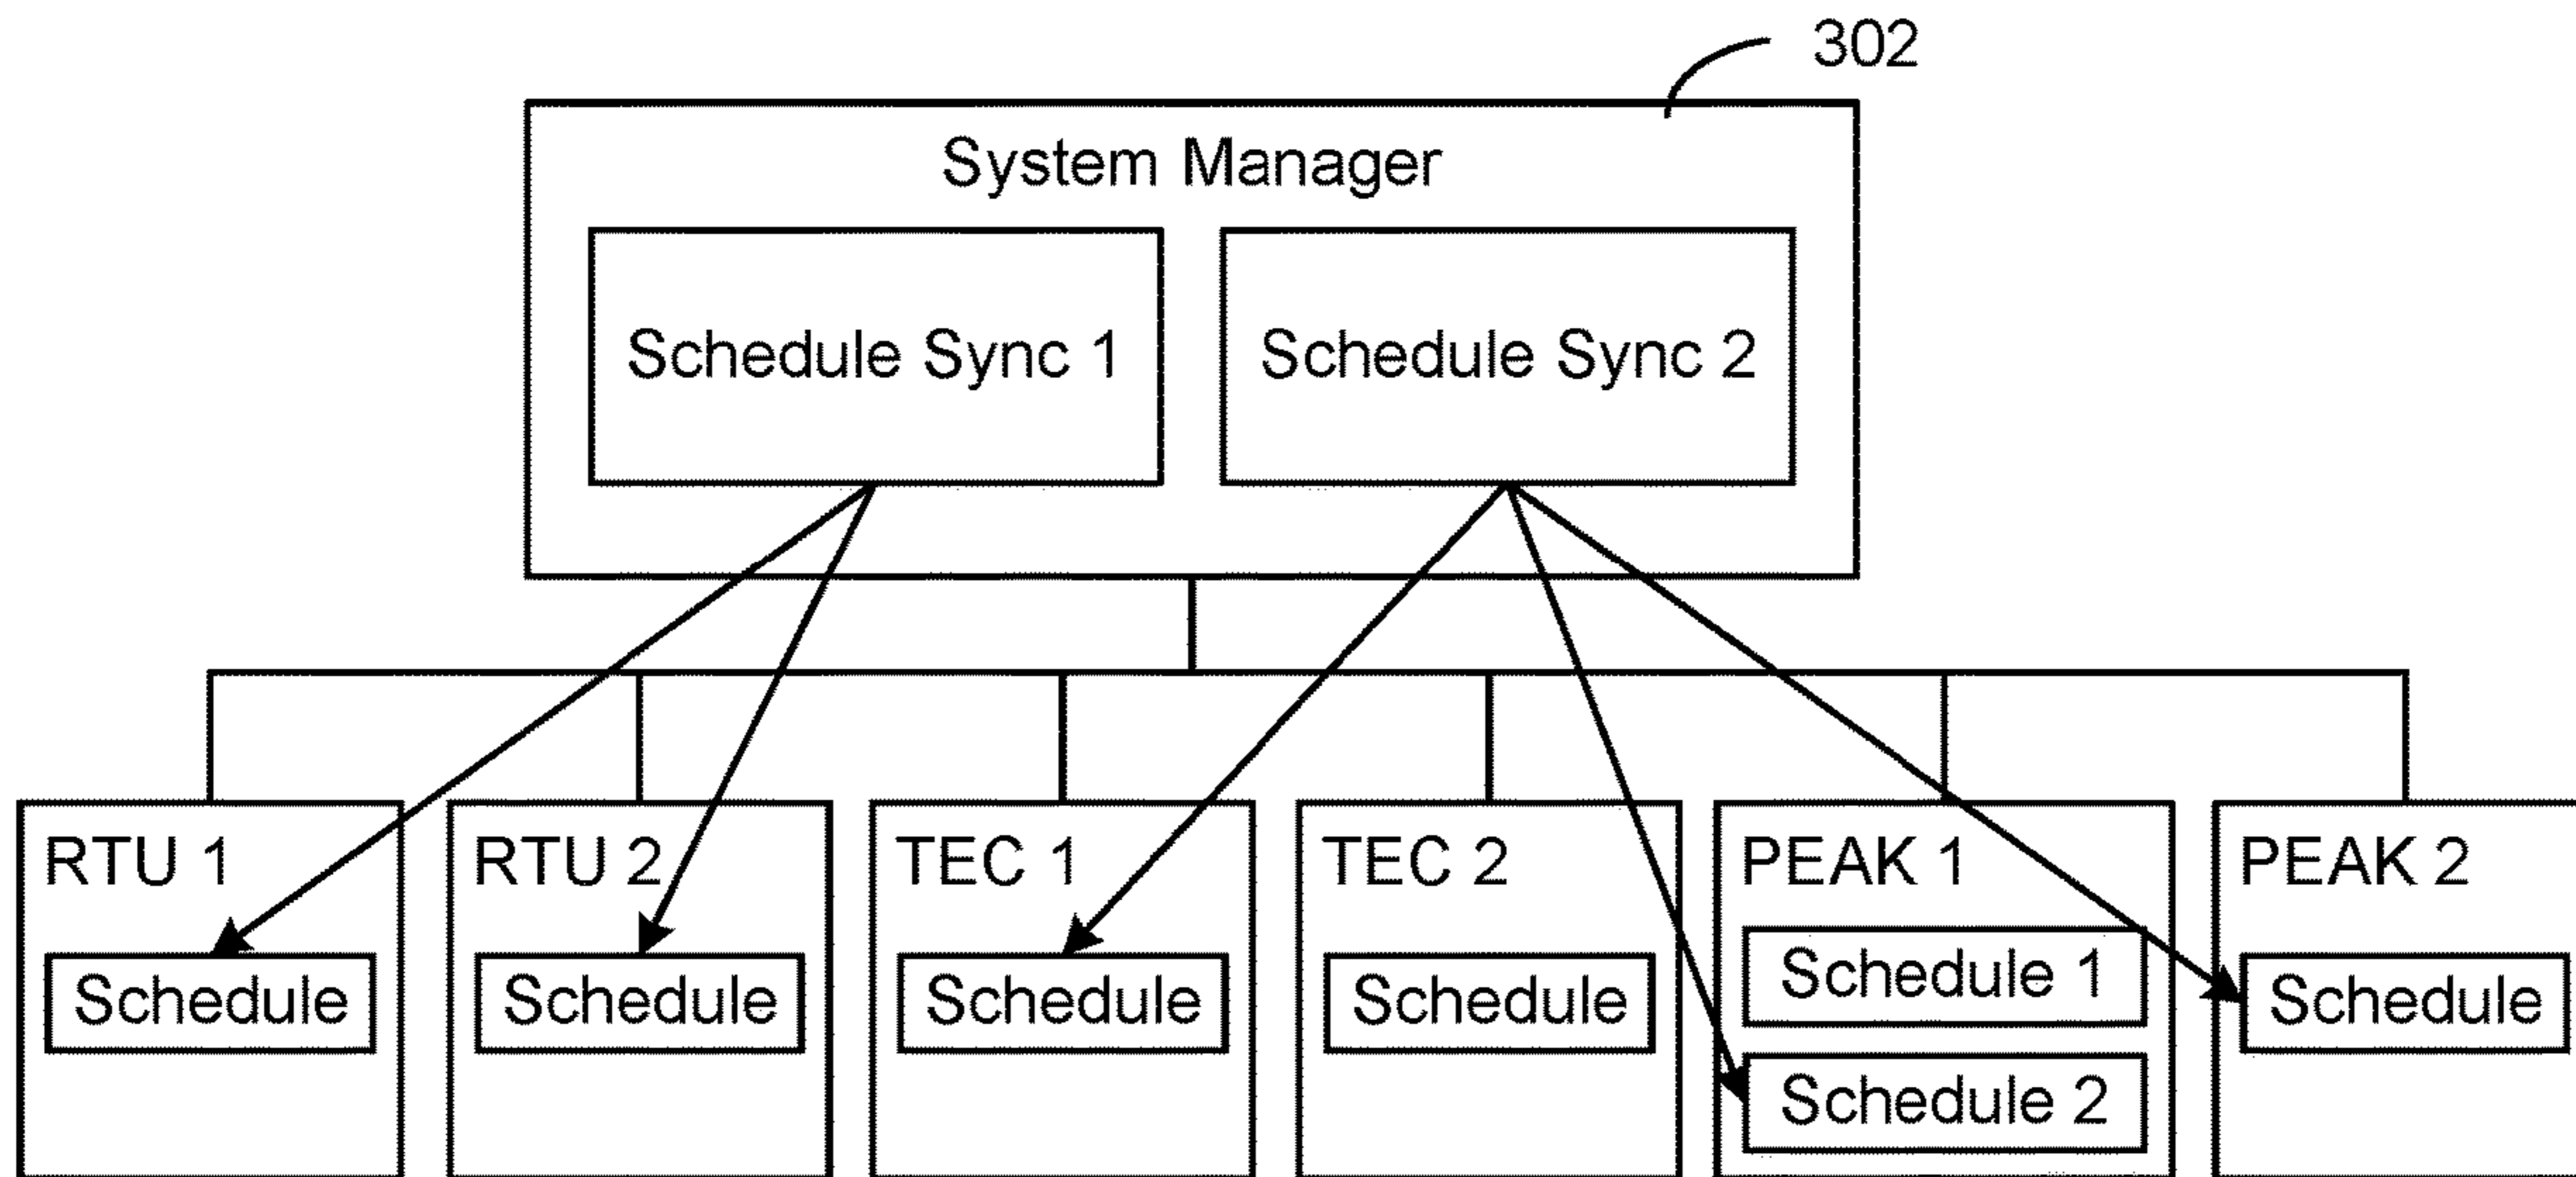 302
System Manager
Schedule Sync 1
Schedule Sync 2
RTU 1
RTU 2
TEC 1
TEC 2
PEAK 1
PEAK 2
Schedule
Schedule
Schedule
Schedule
Schedule 1
Schedule 2
Schedule